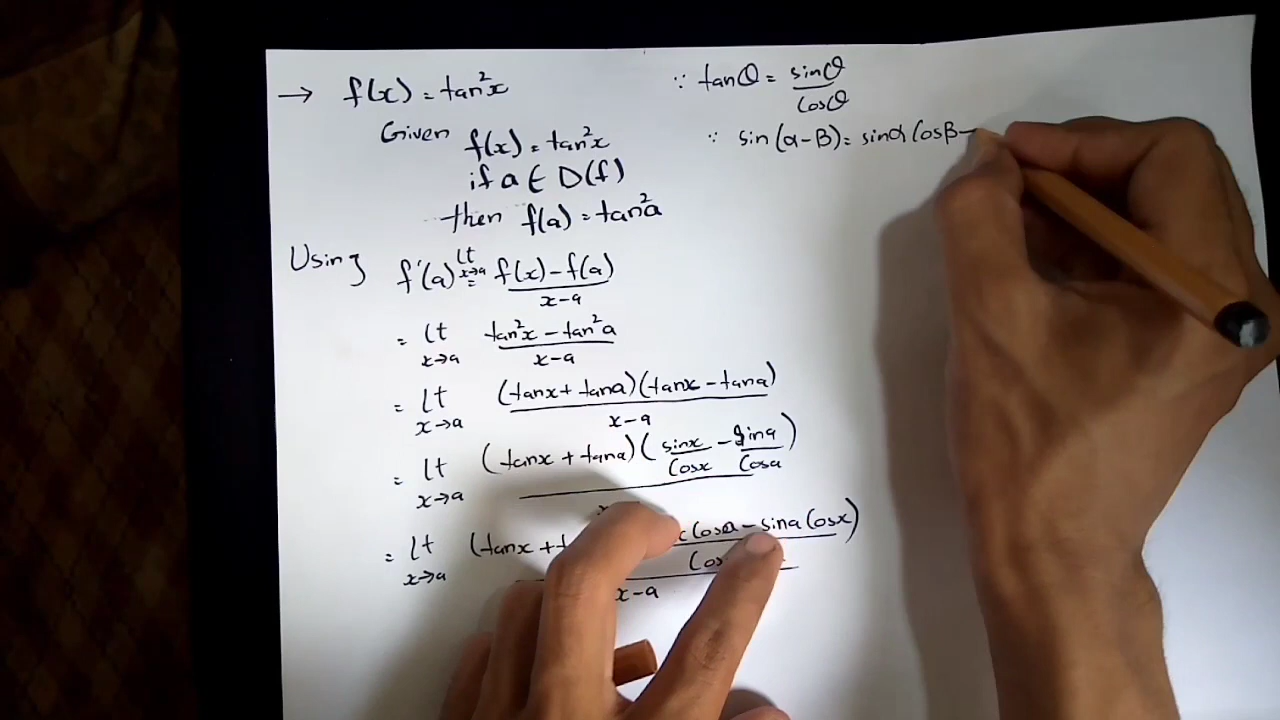 → f(x) = tan²x
Given f(x) = tan²x
if a ∈ D(f)
then f(a) = tan²a
Using f'(a) = lt x→a f(x) - f(a) / x-a
= lt x→a tan²x - tan²a / x-a
= lt x→a (tanx + tana)(tanx - tana) / x-a
= lt x→a (tanx + tana)(sinx/Cosx - Sina/Cosa)
= lt x→a (tanx + Cosa - sina Cosx) / x-a
∵ tanθ = sinθ/Cosθ
∵ sin(α-β) = sinα Cosβ -